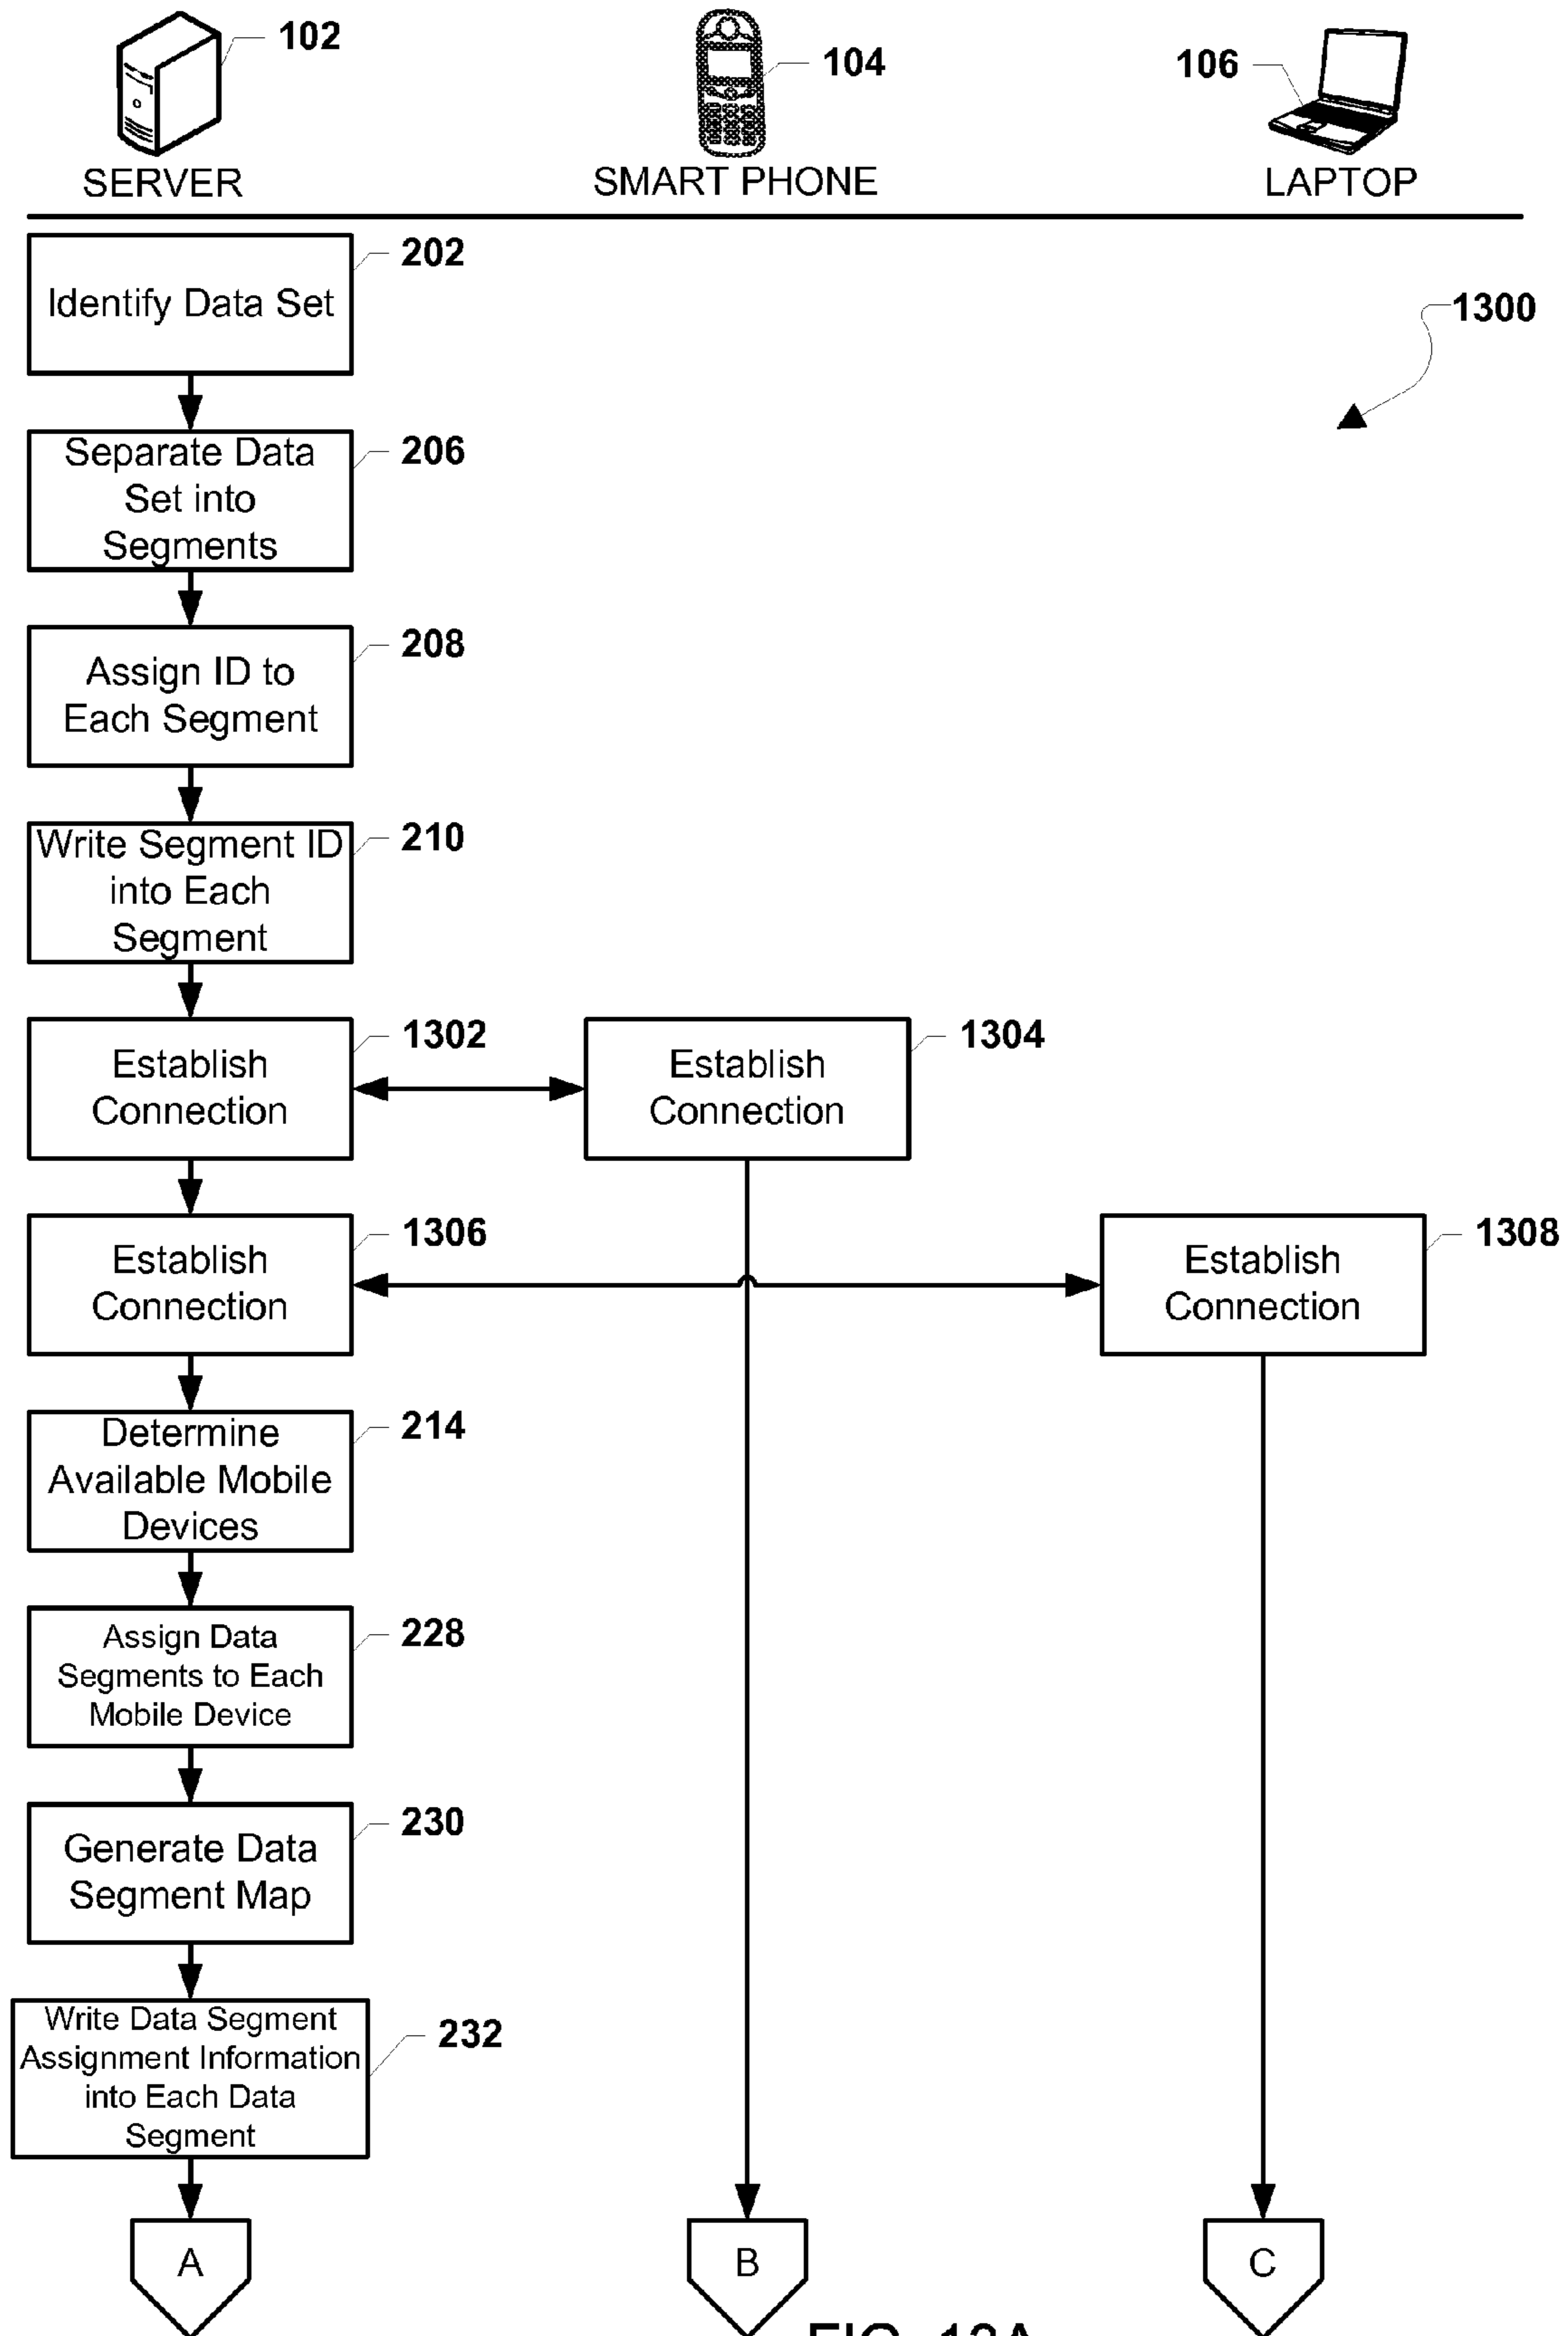 102
104
106
SERVER
SMART PHONE
LAPTOP
202
Identify Data Set
1300
206
Separate Data
Set into
Segments
208
Assign ID to
Each Segment
210
Write Segment ID
into Each
Segment
1302
Establish
Connection
1304
Establish
Connection
1306
Establish
Connection
1308
Establish
Connection
214
Determine
Available Mobile
Devices
228
Assign Data
Segments to Each
Mobile Device
230
Generate Data
Segment Map
232
Write Data Segment
Assignment Information
into Each Data
Segment
A
B
C
FIG. 13A